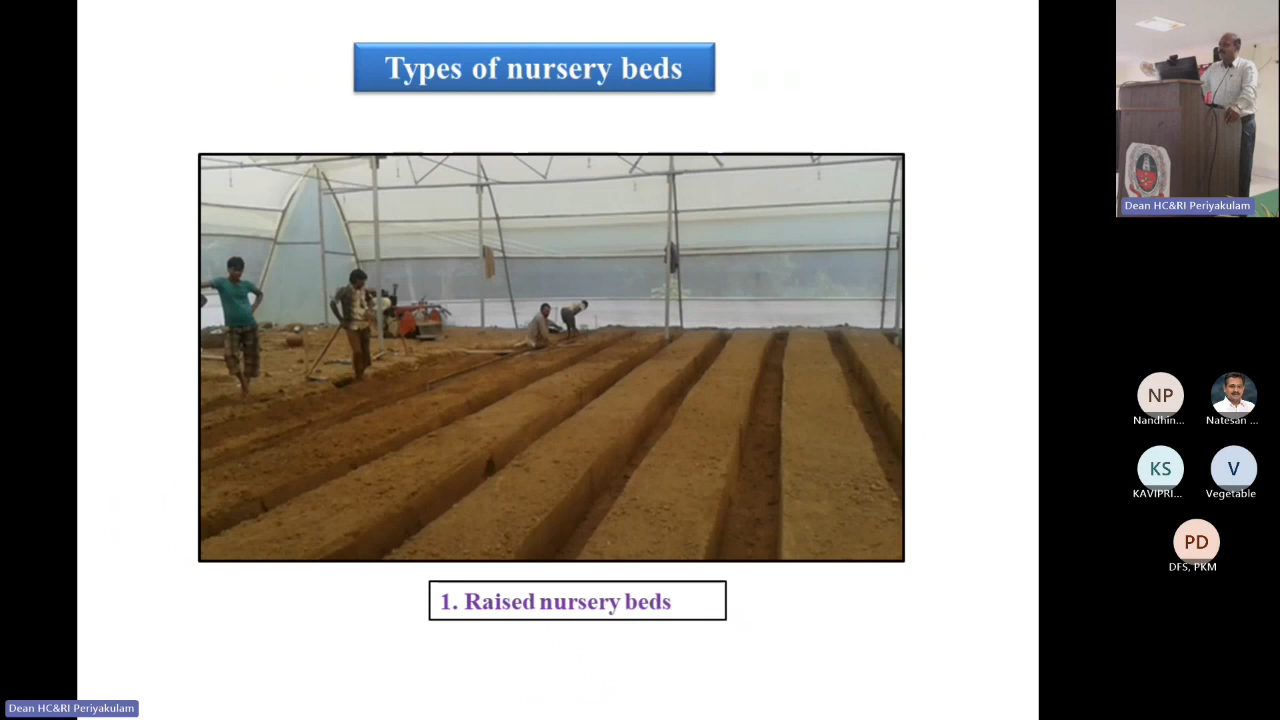 Types of nursery beds
Dean HC&RI Periyakulam
NP
Nandhin...
Natesan ...
KS
KAVIPRI...
V
Vegetable
PD
DFS, PKM
1. Raised nursery beds
Dean HC&RI Periyakulam